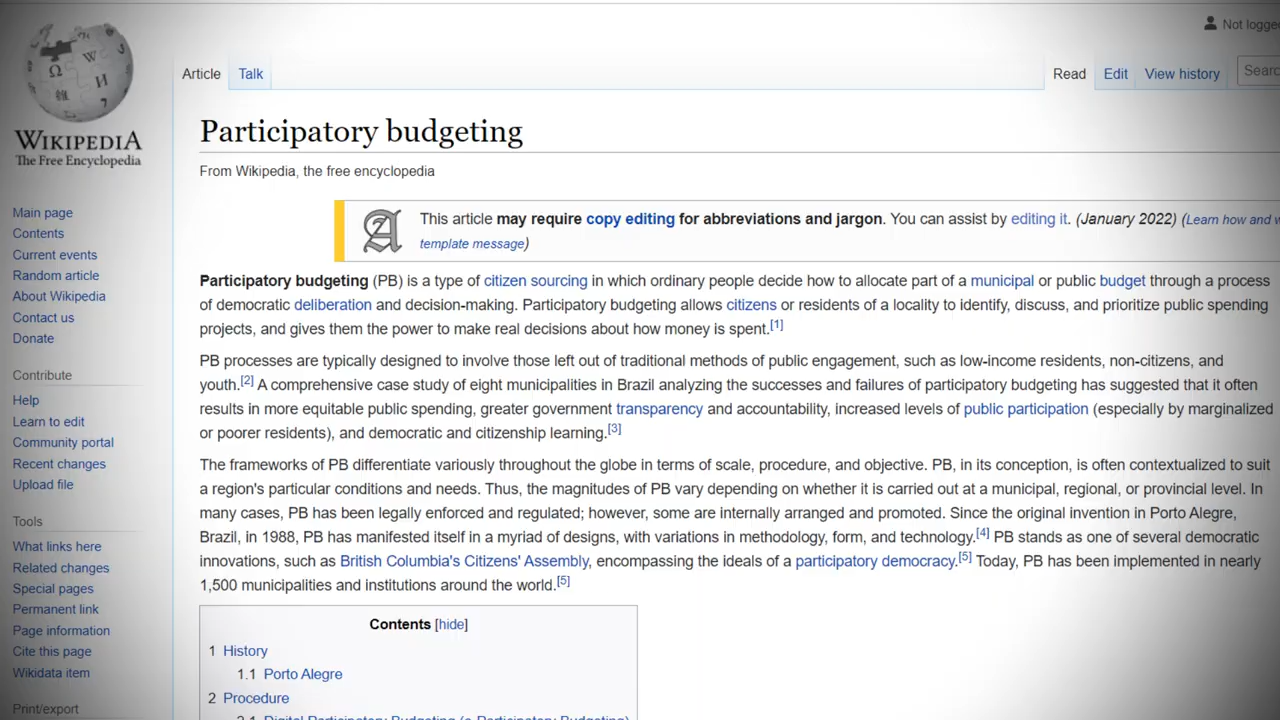 Not logge
Article Talk Read Edit View history Searc
WIKIPEDIA
The Free Encyclopedia
Participatory budgeting
From Wikipedia, the free encyclopedia
This article may require copy editing for abbreviations and jargon. You can assist by editing it. (January 2022) (Learn how and w
template message)
Participatory budgeting (PB) is a type of citizen sourcing in which ordinary people decide how to allocate part of a municipal or public budget through a process
of democratic deliberation and decision-making. Participatory budgeting allows citizens or residents of a locality to identify, discuss, and prioritize public spending
projects, and gives them the power to make real decisions about how money is spent.[1]
PB processes are typically designed to involve those left out of traditional methods of public engagement, such as low-income residents, non-citizens, and
youth.[2] A comprehensive case study of eight municipalities in Brazil analyzing the successes and failures of participatory budgeting has suggested that it often
results in more equitable public spending, greater government transparency and accountability, increased levels of public participation (especially by marginalized
or poorer residents), and democratic and citizenship learning.[3]
The frameworks of PB differentiate variously throughout the globe in terms of scale, procedure, and objective. PB, in its conception, is often contextualized to suit
a region's particular conditions and needs. Thus, the magnitudes of PB vary depending on whether it is carried out at a municipal, regional, or provincial level. In
many cases, PB has been legally enforced and regulated; however, some are internally arranged and promoted. Since the original invention in Porto Alegre,
Brazil, in 1988, PB has manifested itself in a myriad of designs, with variations in methodology, form, and technology.[4] PB stands as one of several democratic
innovations, such as British Columbia's Citizens' Assembly, encompassing the ideals of a participatory democracy.[5] Today, PB has been implemented in nearly
1,500 municipalities and institutions around the world.[5]
Contents [hide]
1 History
1.1 Porto Alegre
2 Procedure
2.1 Digital Participatory Budgeting (e-Participatory Budgeting)
Main page
Contents
Current events
Random article
About Wikipedia
Contact us
Donate
Contribute
Help
Learn to edit
Community portal
Recent changes
Upload file
Tools
What links here
Related changes
Special pages
Permanent link
Page information
Cite this page
Wikidata item
Print/export